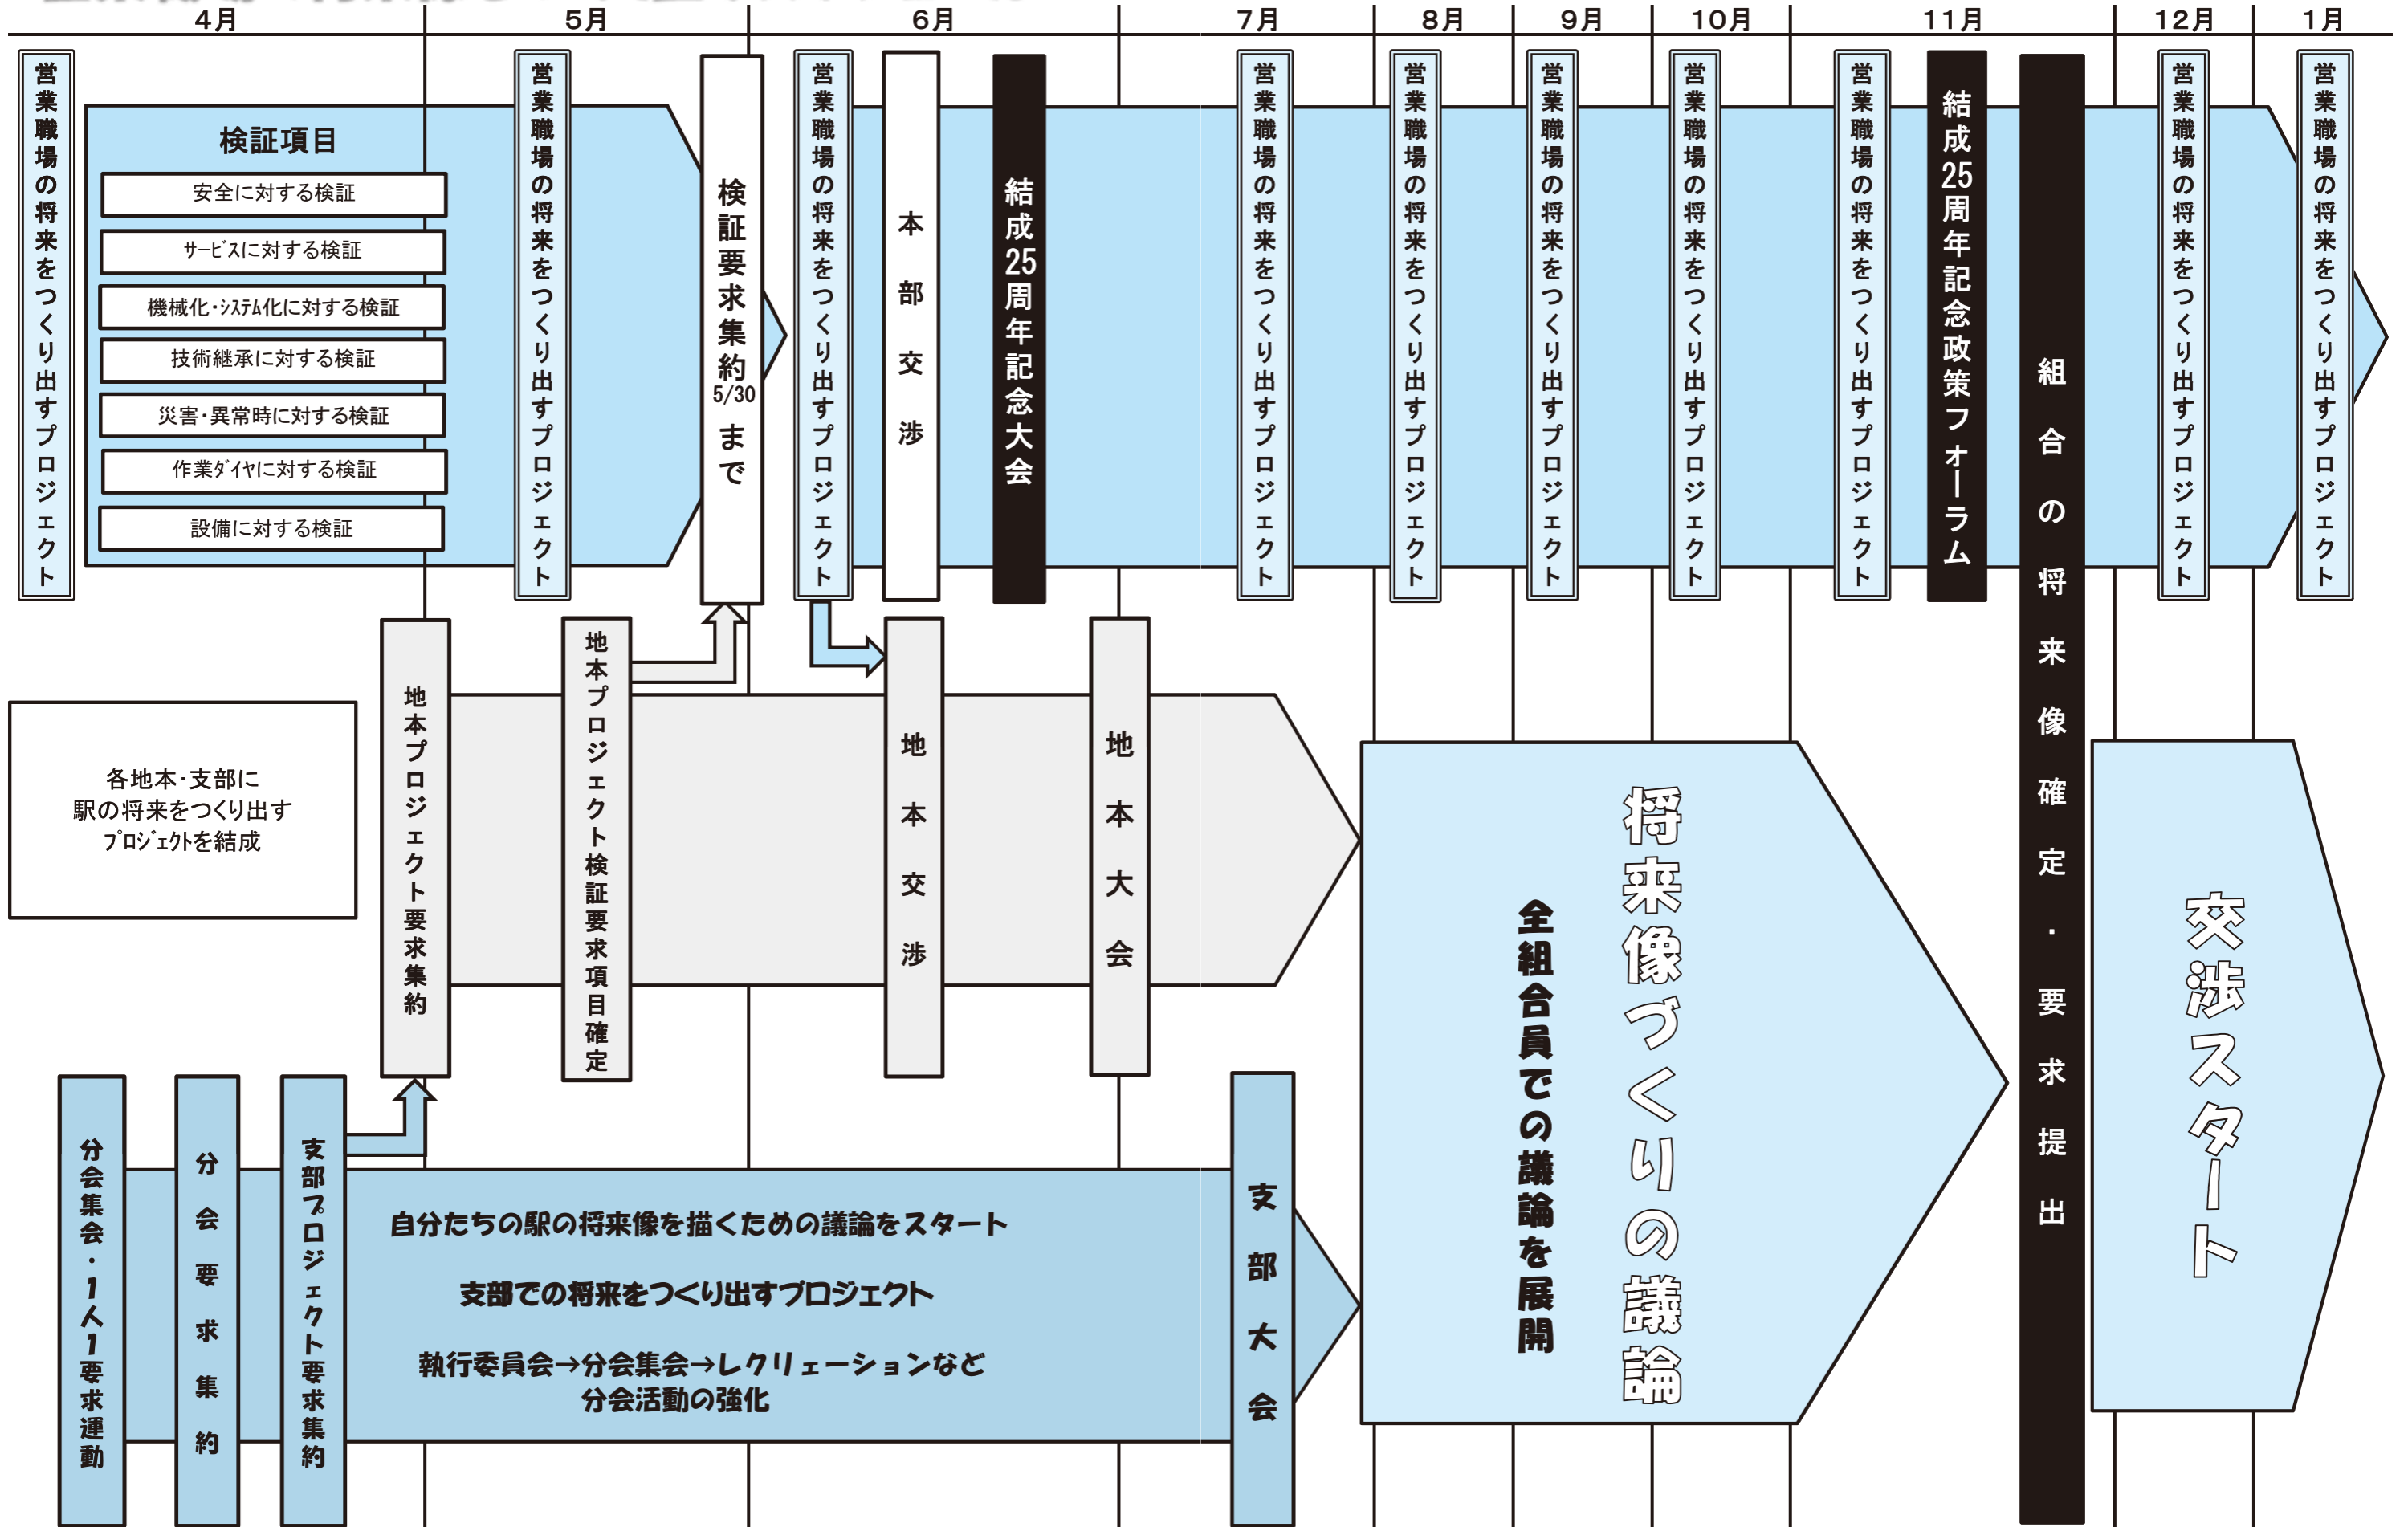 4月
5月
6月
7月
8月
9月
10月
11月
12月
1月
営業職場の将来をつくり出すプロジェクト
検証項目
安全に対する検証
サービスに対する検証
機械化・システム化に対する検証
技術継承に対する検証
災害・異常時に対する検証
作業ダイヤに対する検証
設備に対する検証
営業職場の将来をつくり出すプロジェクト
検証要求集約
5/30
まで
営業職場の将来をつくり出すプロジェクト
本部交渉
結成25周年記念大会
営業職場の将来をつくり出すプロジェクト
営業職場の将来をつくり出すプロジェクト
営業職場の将来をつくり出すプロジェクト
営業職場の将来をつくり出すプロジェクト
営業職場の将来をつくり出すプロジェクト
結成25周年記念政策フォーラム
組合の将来像確定・要求提出
営業職場の将来をつくり出すプロジェクト
営業職場の将来をつくり出すプロジェクト
各地本・支部に
駅の将来をつくり出す
プロジェクトを結成
地本プロジェクト要求集約
地本プロジェクト検証要求項目確定
地本交渉
地本大会
分会集会・1人1要求運動
分会要求集約
支部プロジェクト要求集約
自分たちの駅の将来像を描くための議論をスタート
支部での将来をつくり出すプロジェクト
執行委員会→分会集会→レクリェーションなど
分会活動の強化
支部大会
将来像づくりの議論
全組合員での議論を展開
交渉スタート